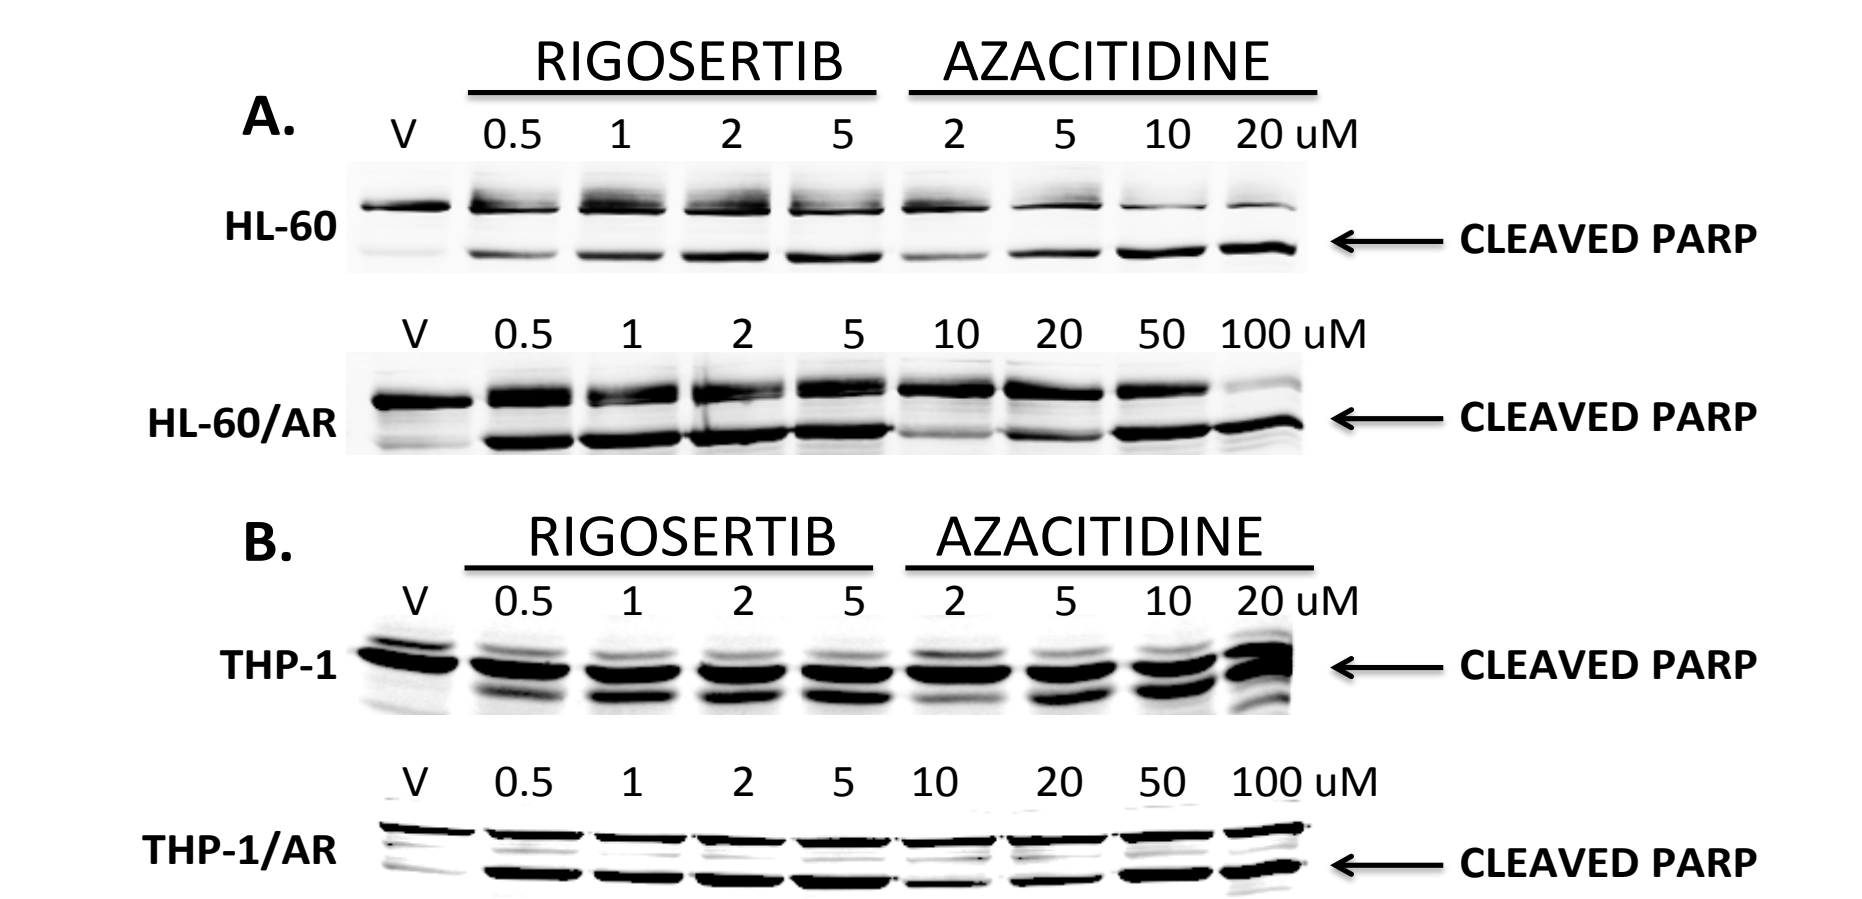 RIGOSERTIB AZACITIDINE
A.
V 0.5 1 2 5 2 5 10 20 uM
HL-60
CLEAVED PARP
V 0.5 1 2 5 10 20 50 100 uM
HL-60/AR
CLEAVED PARP
RIGOSERTIB AZACITIDINE
B.
V 0.5 1 2 5 2 5 10 20 uM
THP-1
CLEAVED PARP
V 0.5 1 2 5 10 20 50 100 uM
THP-1/AR
CLEAVED PARP